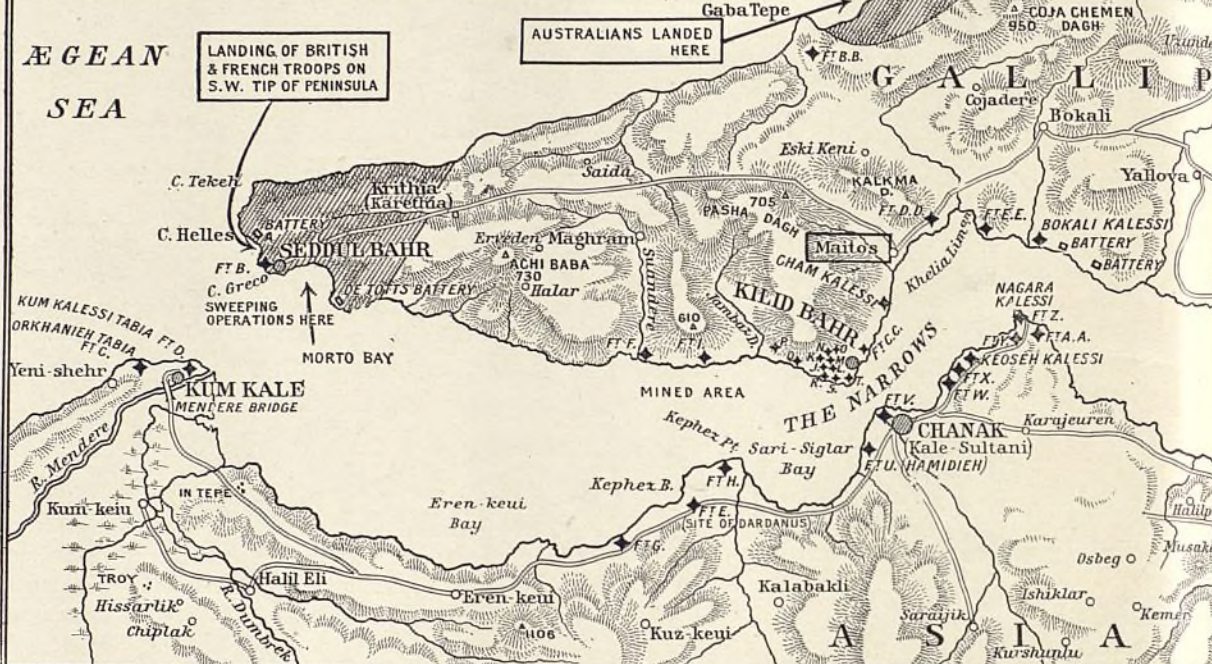 Gaba Tepe
ÆGEAN
SEA
LANDING OF BRITISH
& FRENCH TROOPS ON
S.W. TIP OF PENINSULA
AUSTRALIANS LANDED
HERE
950
COJA CHEMEN
DAGH
FT B.B.
GALLIP
Cojadere
Bokali
Eski Keni
Yallova
C. Tekeh
Krithia
(Karethia)
Saida
KALKMA
P.
705
PASHA DAGH
FT D.D.
FT E.E.
BOKALI KALESSI
BATTERY
BATTERY
BATTERY
C. Helles
SEDDUL BAHR
Erveden
Maghram
Maitos
Khelia Liman
FT B.
C. Greco
ACHI BABA
730
Halar
DE TOTTS BATTERY
Suandere
CHAM KALESSI
KILID BAHR
NAGARA
KALESSI
SWEEPING
OPERATIONS HERE
610
Jambaz D.
FT Z.
FT Y.
FT A.A.
KUM KALESSI TABIA FT D.
ORKHANIEH TABIA
FT C.
MORTO BAY
FT F.
FT I.
FT C.
KEOSEH KALESSI
FT X.
FT W.
Yeni-shehr
KUM KALE
MENDERE BRIDGE
MINED AREA
THE NARROWS
FT V.
CHANAK
(Kale-Sultani)
Karajeuren
Kephez Pt.
Sari-Siglar
Bay
FT U. (HAMIDIEH)
R. Mendere
IN TEPE
Kum-keui
Eren-keui
Bay
Kephez B.
FT H.
FT E.
(SITE OF DARDANUS)
FT G.
TROY
Hissarlik
Chiplak
Halil Eli
R. Dumbrek
Eren-keui
1106
Kuz-keui
Kalabakli
Saraijik
Osbeg
Ishiklar
Kemer
Kurshunlu
ASIA